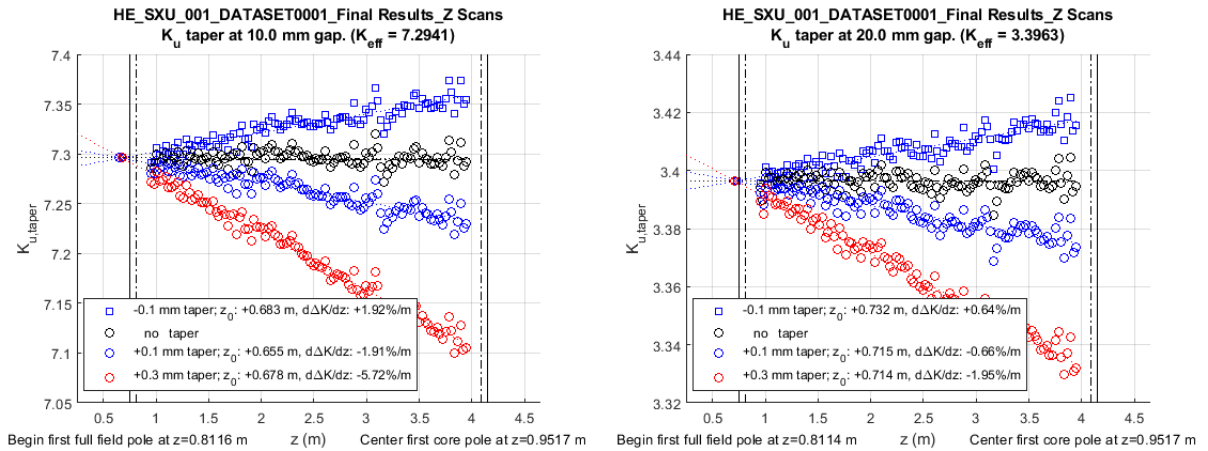 HE_SXU_001_DATASET0001_Final Results_Z Scans
K_u taper at 10.0 mm gap. (K_eff = 7.2941)
7.4
7.35
7.3
7.25
7.2
7.15
7.1
7.05
K_u,taper
-0.1 mm taper; z_0: +0.683 m, dΔK/dz: +1.92%/m
no taper
+0.1 mm taper; z_0: +0.655 m, dΔK/dz: -1.91%/m
+0.3 mm taper; z_0: +0.678 m, dΔK/dz: -5.72%/m
0.5 1 1.5 2 2.5 3 3.5 4 4.5
Begin first full field pole at z=0.8116 m z (m) Center first core pole at z=0.9517 m
HE_SXU_001_DATASET0001_Final Results_Z Scans
K_u taper at 20.0 mm gap. (K_eff = 3.3963)
3.44
3.42
3.4
3.38
3.36
3.34
3.32
K_u,taper
-0.1 mm taper; z_0: +0.732 m, dΔK/dz: +0.64%/m
no taper
+0.1 mm taper; z_0: +0.715 m, dΔK/dz: -0.66%/m
+0.3 mm taper; z_0: +0.714 m, dΔK/dz: -1.95%/m
0.5 1.0 1.5 2 2.5 3 3.5 4 4.5
Begin first full field pole at z=0.8114 m z (m) Center first core pole at z=0.9517 m